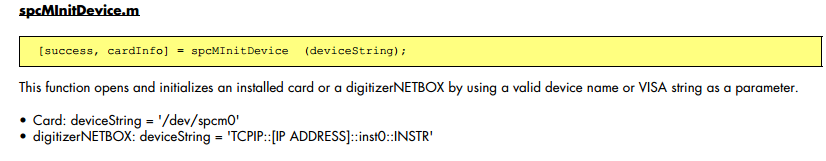 spcMInitDevice.m
[success, cardInfo] = spcMInitDevice (deviceString);
This function opens and initializes an installed card or a digitizerNETBOX by using a valid device name or VISA string as a parameter.
• Card: deviceString = '/dev/spcm0'
• digitizerNETBOX: deviceString = 'TCPIP::[IP ADDRESS]::inst0::INSTR'